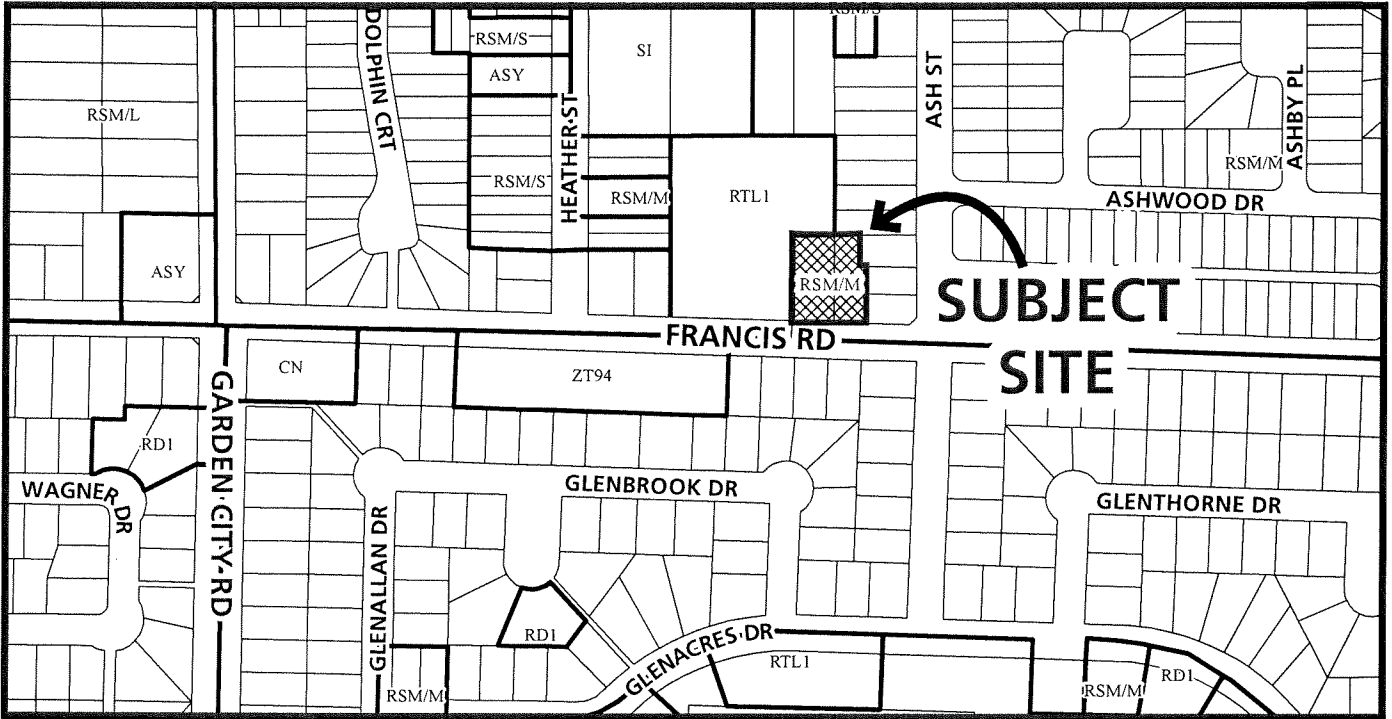 RSM/S
DOLPHIN CRT
RSM/S
SI
ASH ST
ASHBY PL
ASY
RSM/L
HEATHER ST
RSM/M
RSM/S
RSM/M
RTL1
ASHWOOD DR
ASY
RSM/M
SUBJECT
SITE
FRANCIS RD
CN
ZT94
GARDEN CITY RD
RD1
WAGNER DR
GLENBROOK DR
GLENTHORNE DR
GLENALLAN DR
RD1
GLENACRES DR
RTL1
RD1
RSM/M
RSM/M